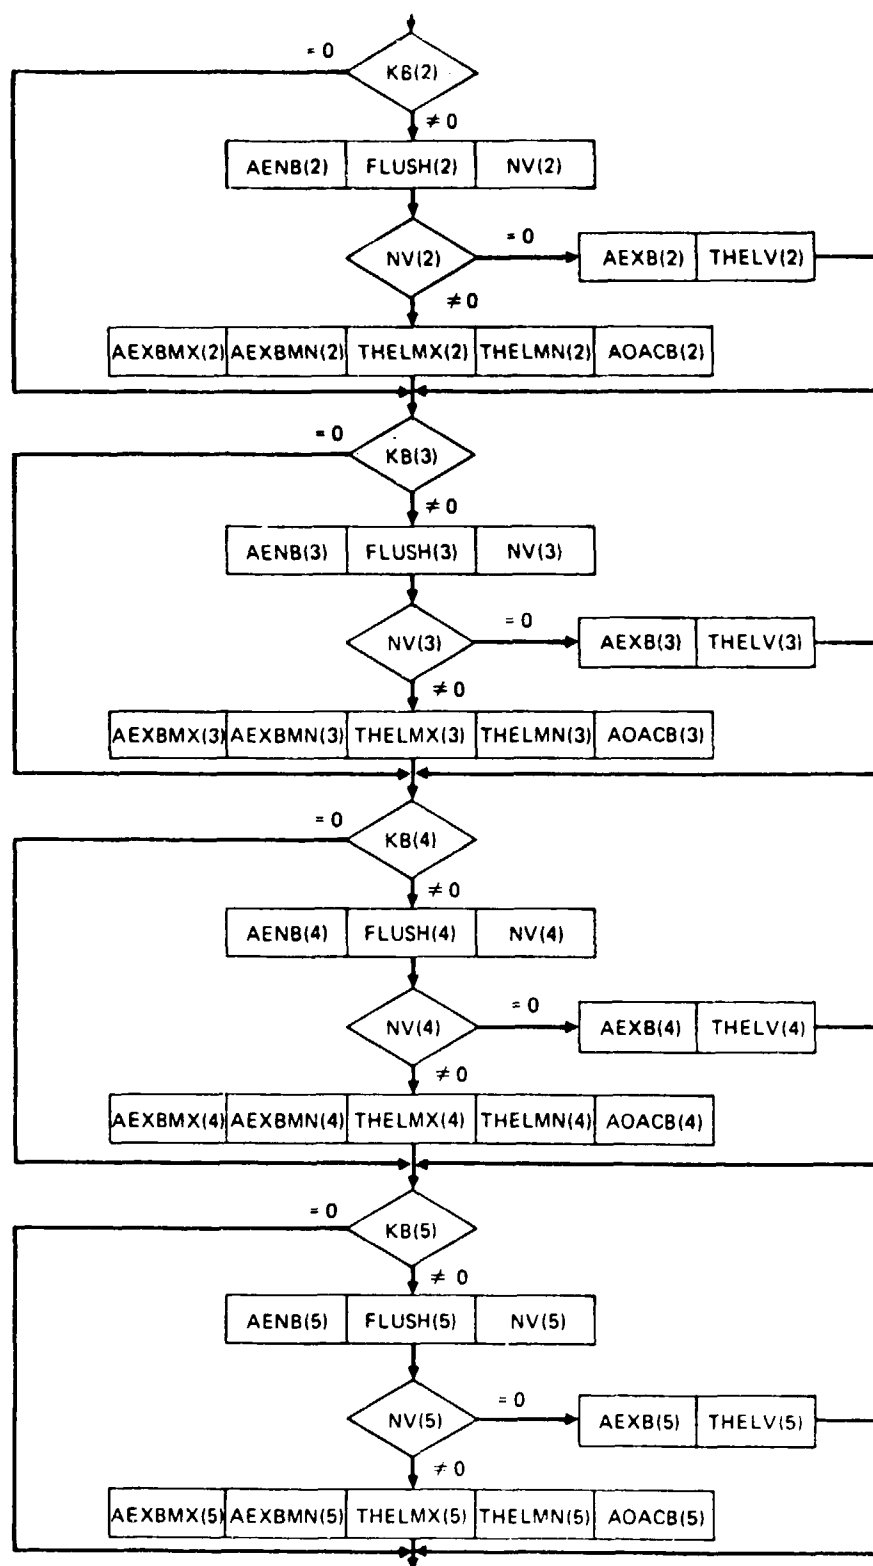 = 0
KB(2)
≠ 0
AENB(2) FLUSH(2) NV(2)
NV(2) = 0 AEXB(2) THELV(2)
≠ 0
AEXBMX(2) AEXBMN(2) THELMX(2) THELMN(2) AOACB(2)
= 0
KB(3)
≠ 0
AENB(3) FLUSH(3) NV(3)
NV(3) = 0 AEXB(3) THELV(3)
≠ 0
AEXBMX(3) AEXBMN(3) THELMX(3) THELMN(3) AOACB(3)
= 0
KB(4)
≠ 0
AENB(4) FLUSH(4) NV(4)
NV(4) = 0 AEXB(4) THELV(4)
≠ 0
AEXBMX(4) AEXBMN(4) THELMX(4) THELMN(4) AOACB(4)
= 0
KB(5)
≠ 0
AENB(5) FLUSH(5) NV(5)
NV(5) = 0 AEXB(5) THELV(5)
≠ 0
AEXBMX(5) AEXBMN(5) THELMX(5) THELMN(5) AOACB(5)